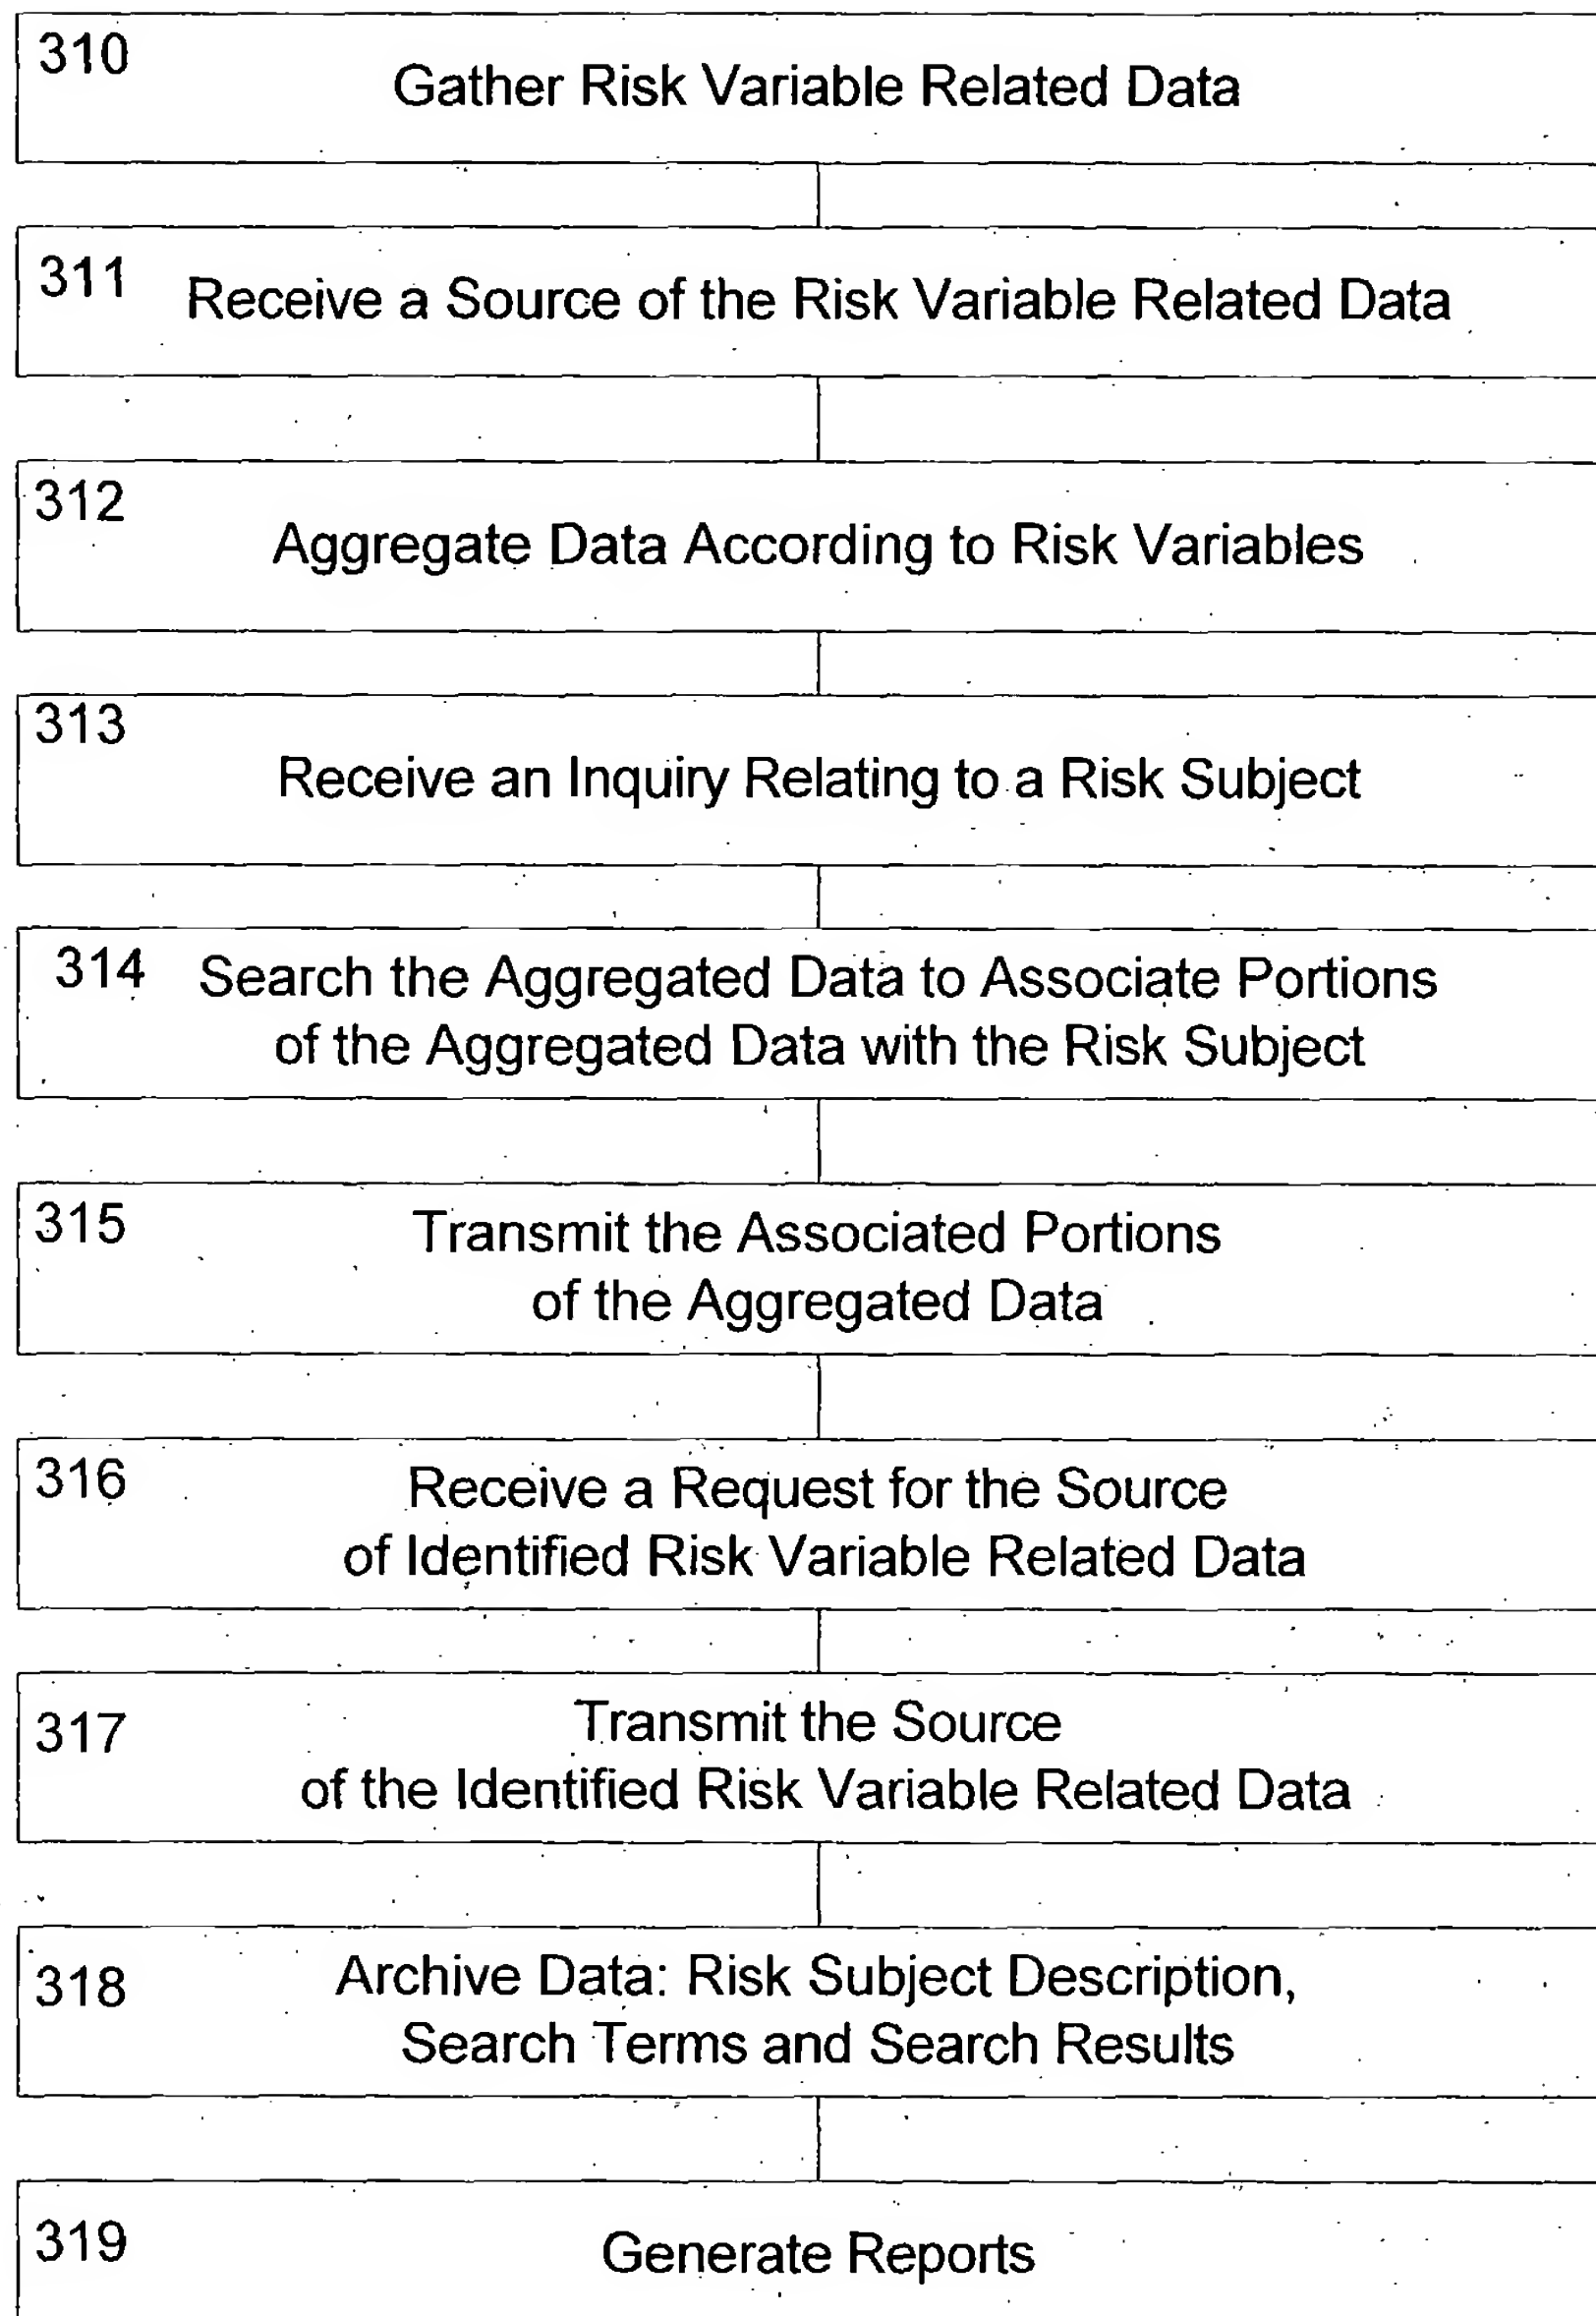 310
Gather Risk Variable Related Data
311
Receive a Source of the Risk Variable Related Data
312
Aggregate Data According to Risk Variables
313
Receive an Inquiry Relating to a Risk Subject
314 Search the Aggregated Data to Associate Portions
of the Aggregated Data with the Risk Subject
315
Transmit the Associated Portions
of the Aggregated Data
316
Receive a Request for the Source
of Identified Risk Variable Related Data
317
Transmit the Source
of the Identified Risk Variable Related Data
318
Archive Data: Risk Subject Description,
Search Terms and Search Results
319
Generate Reports